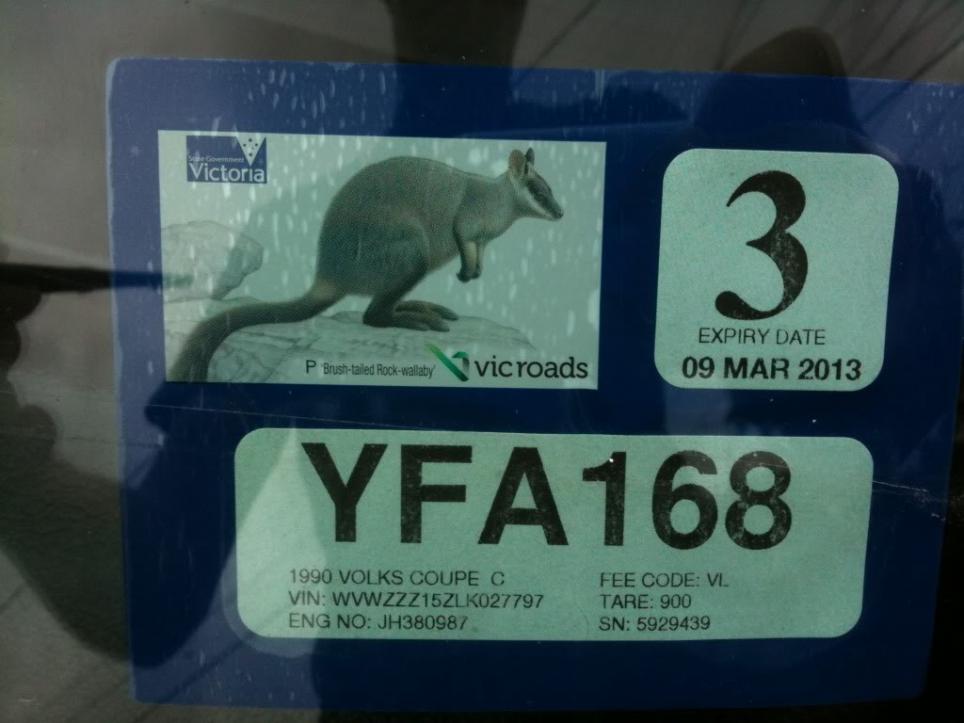 State Government
Victoria
P 'Brush-tailed Rock-wallaby' vicroads
3
EXPIRY DATE
09 MAR 2013
YFA168
1990 VOLKS COUPE C
VIN: WVWZZZ15ZLK027797
ENG NO: JH380987
FEE CODE: VL
TARE: 900
SN: 5929439